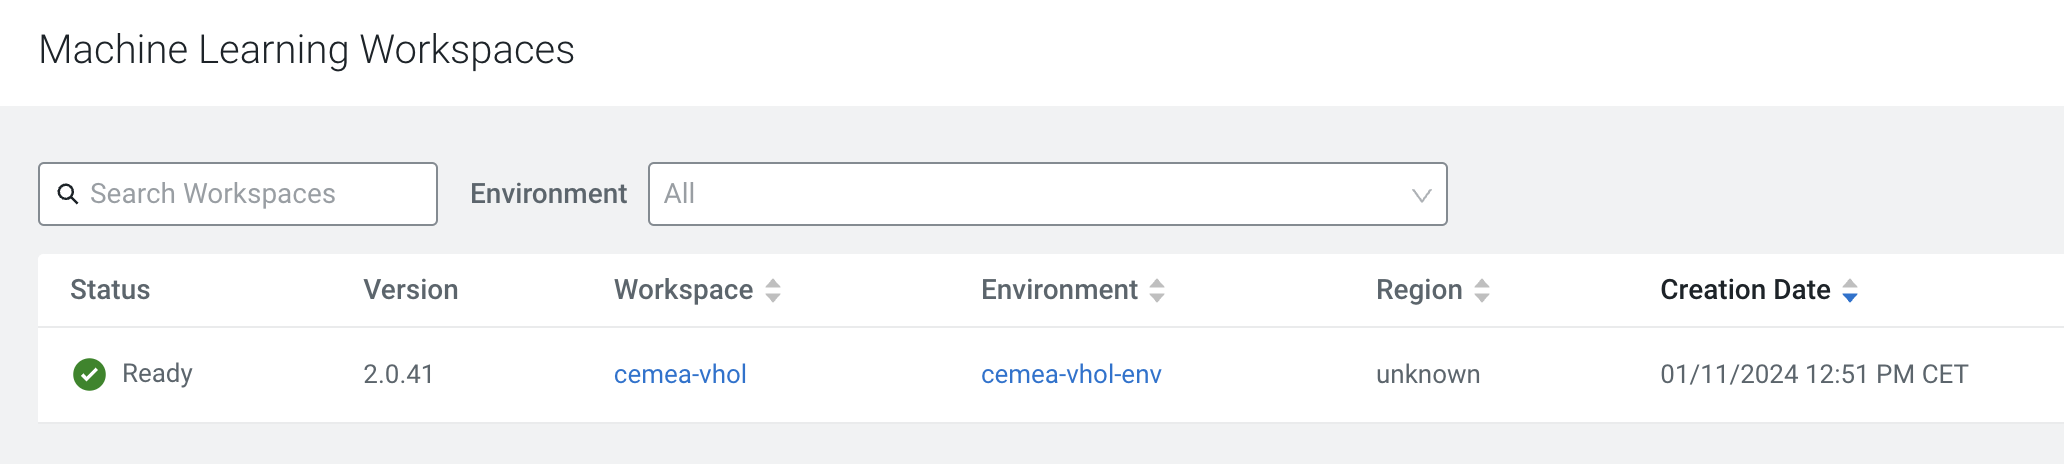 Machine Learning Workspaces
Search Workspaces Environment All
Status Version Workspace Environment Region Creation Date
Ready 2.0.41 cemea-vhol cemea-vhol-env unknown 01/11/2024 12:51 PM CET